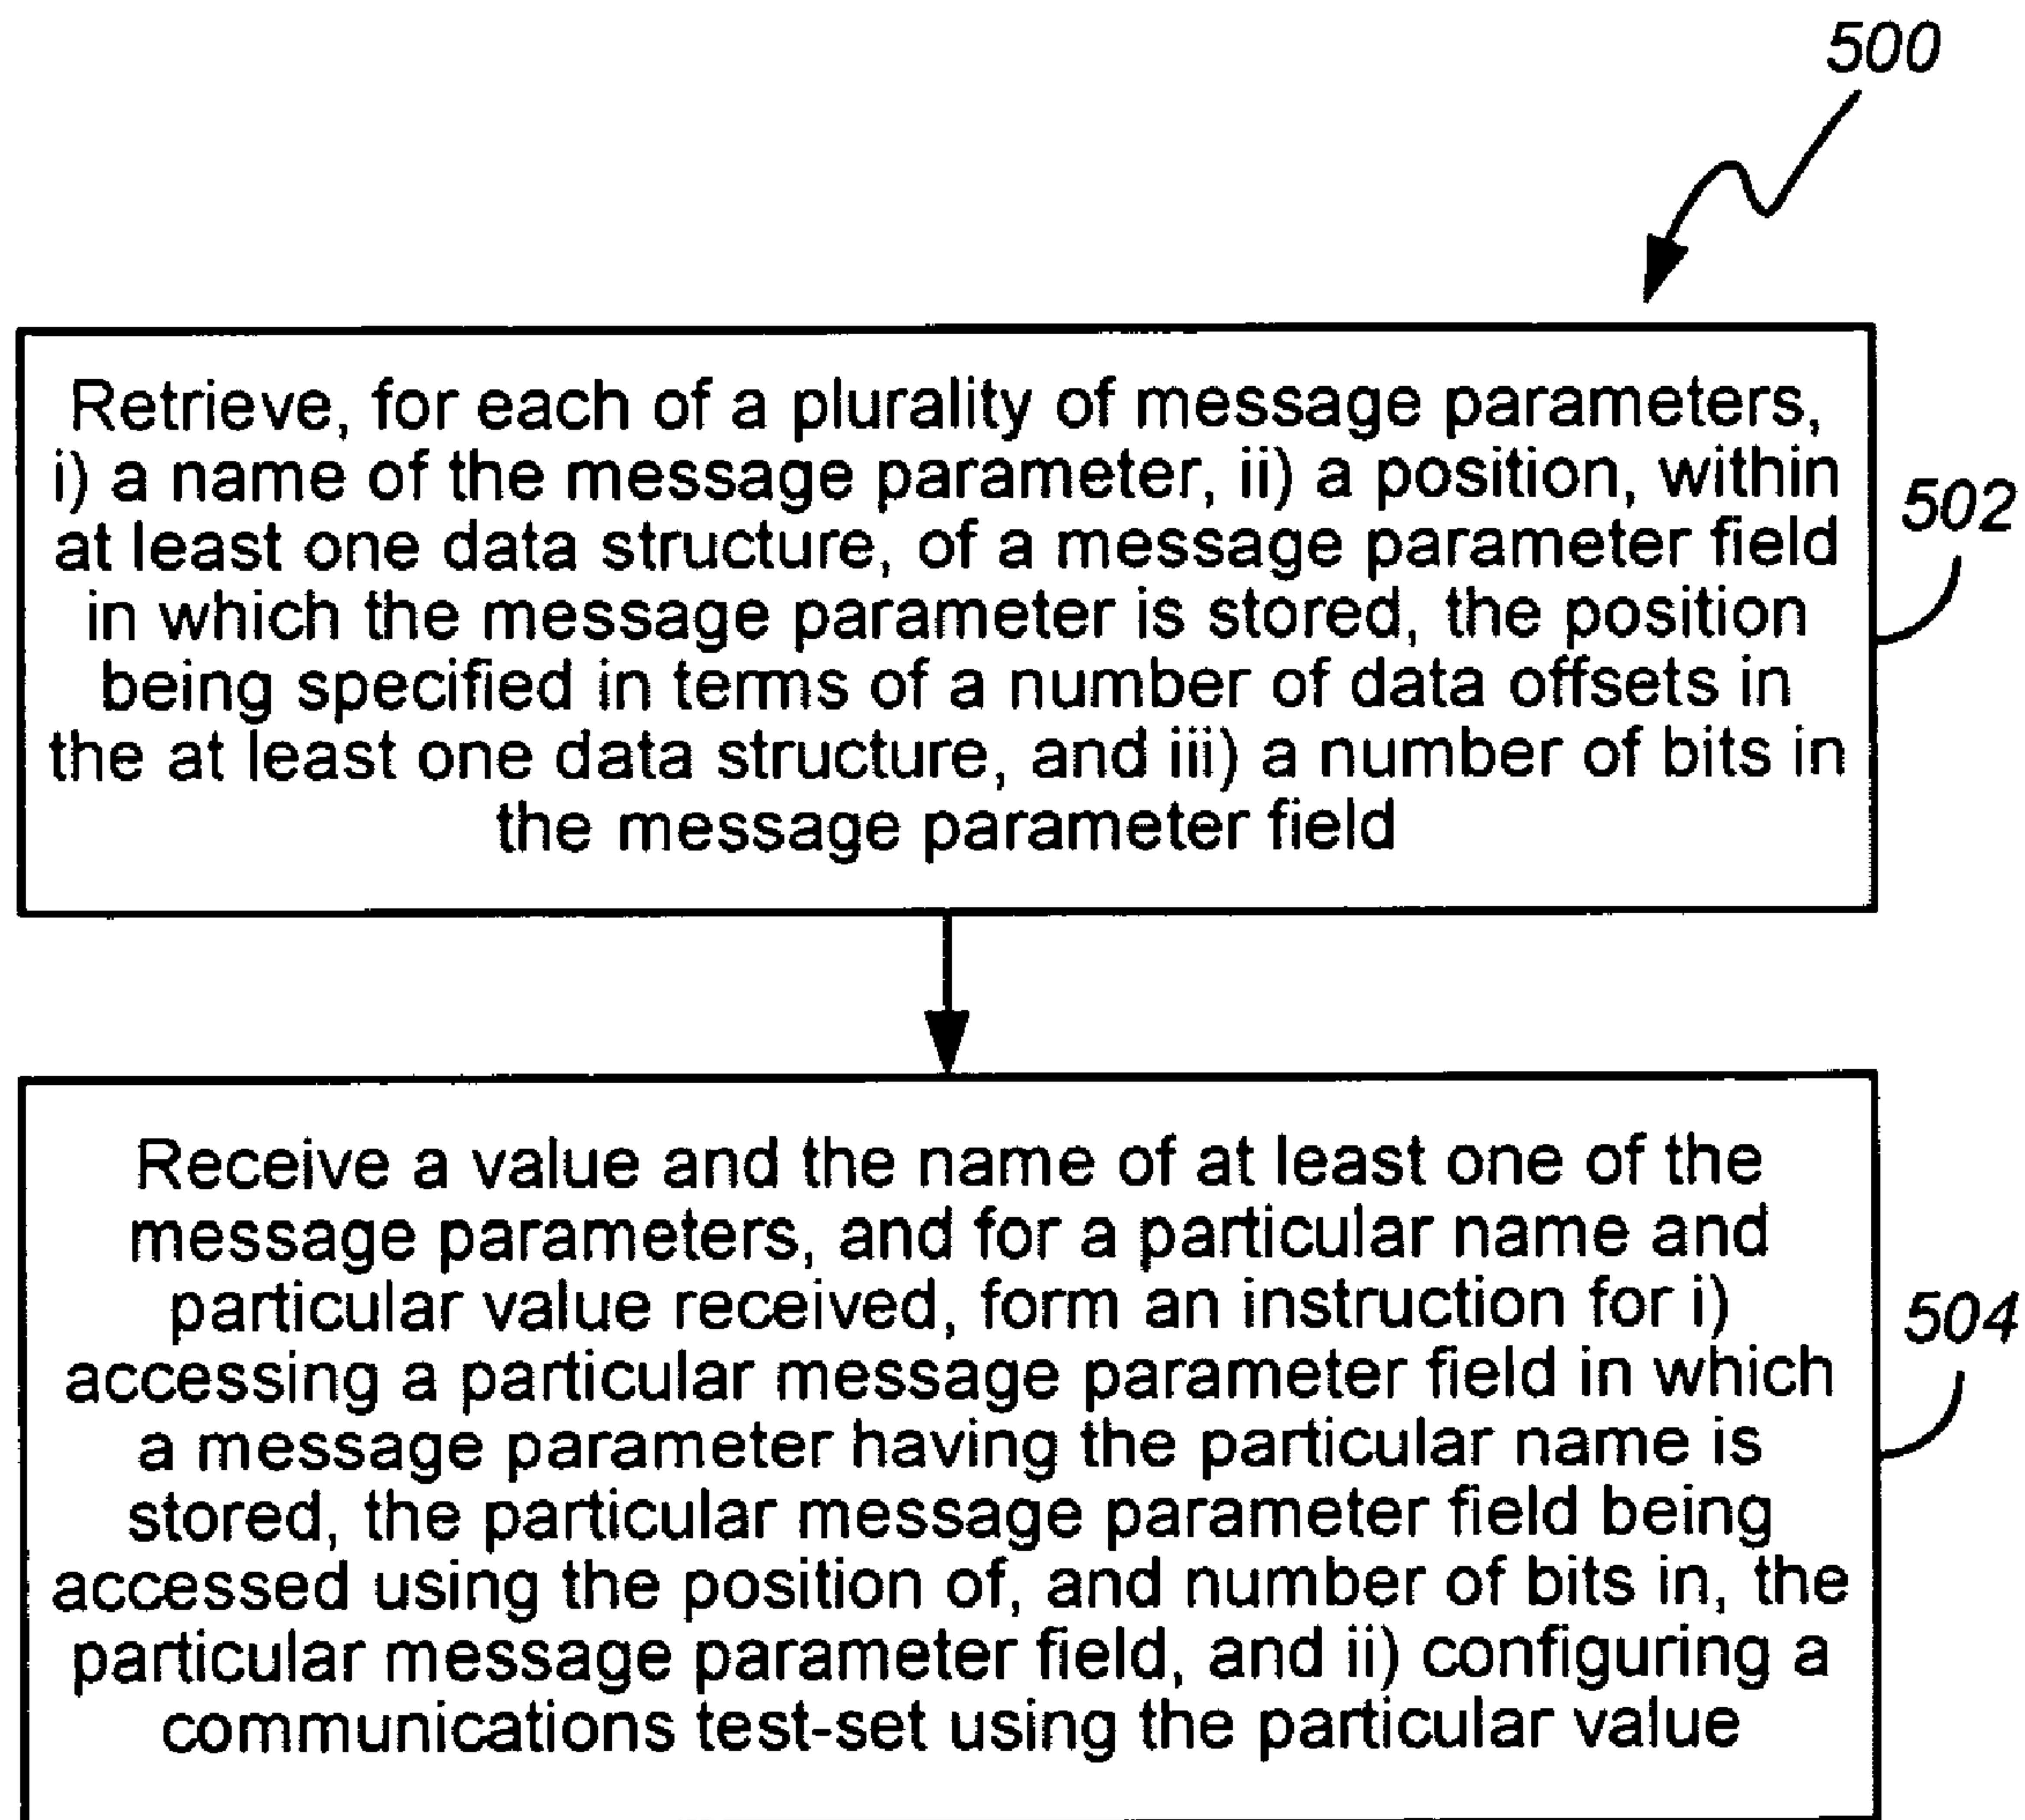 500
Retrieve, for each of a plurality of message parameters,
i) a name of the message parameter, ii) a position, within
at least one data structure, of a message parameter field
in which the message parameter is stored, the position
being specified in terms of a number of data offsets in
the at least one data structure, and iii) a number of bits in
the message parameter field
502
Receive a value and the name of at least one of the
message parameters, and for a particular name and
particular value received, form an instruction for i)
accessing a particular message parameter field in which
a message parameter having the particular name is
stored, the particular message parameter field being
accessed using the position of, and number of bits in, the
particular message parameter field, and ii) configuring a
communications test-set using the particular value
504